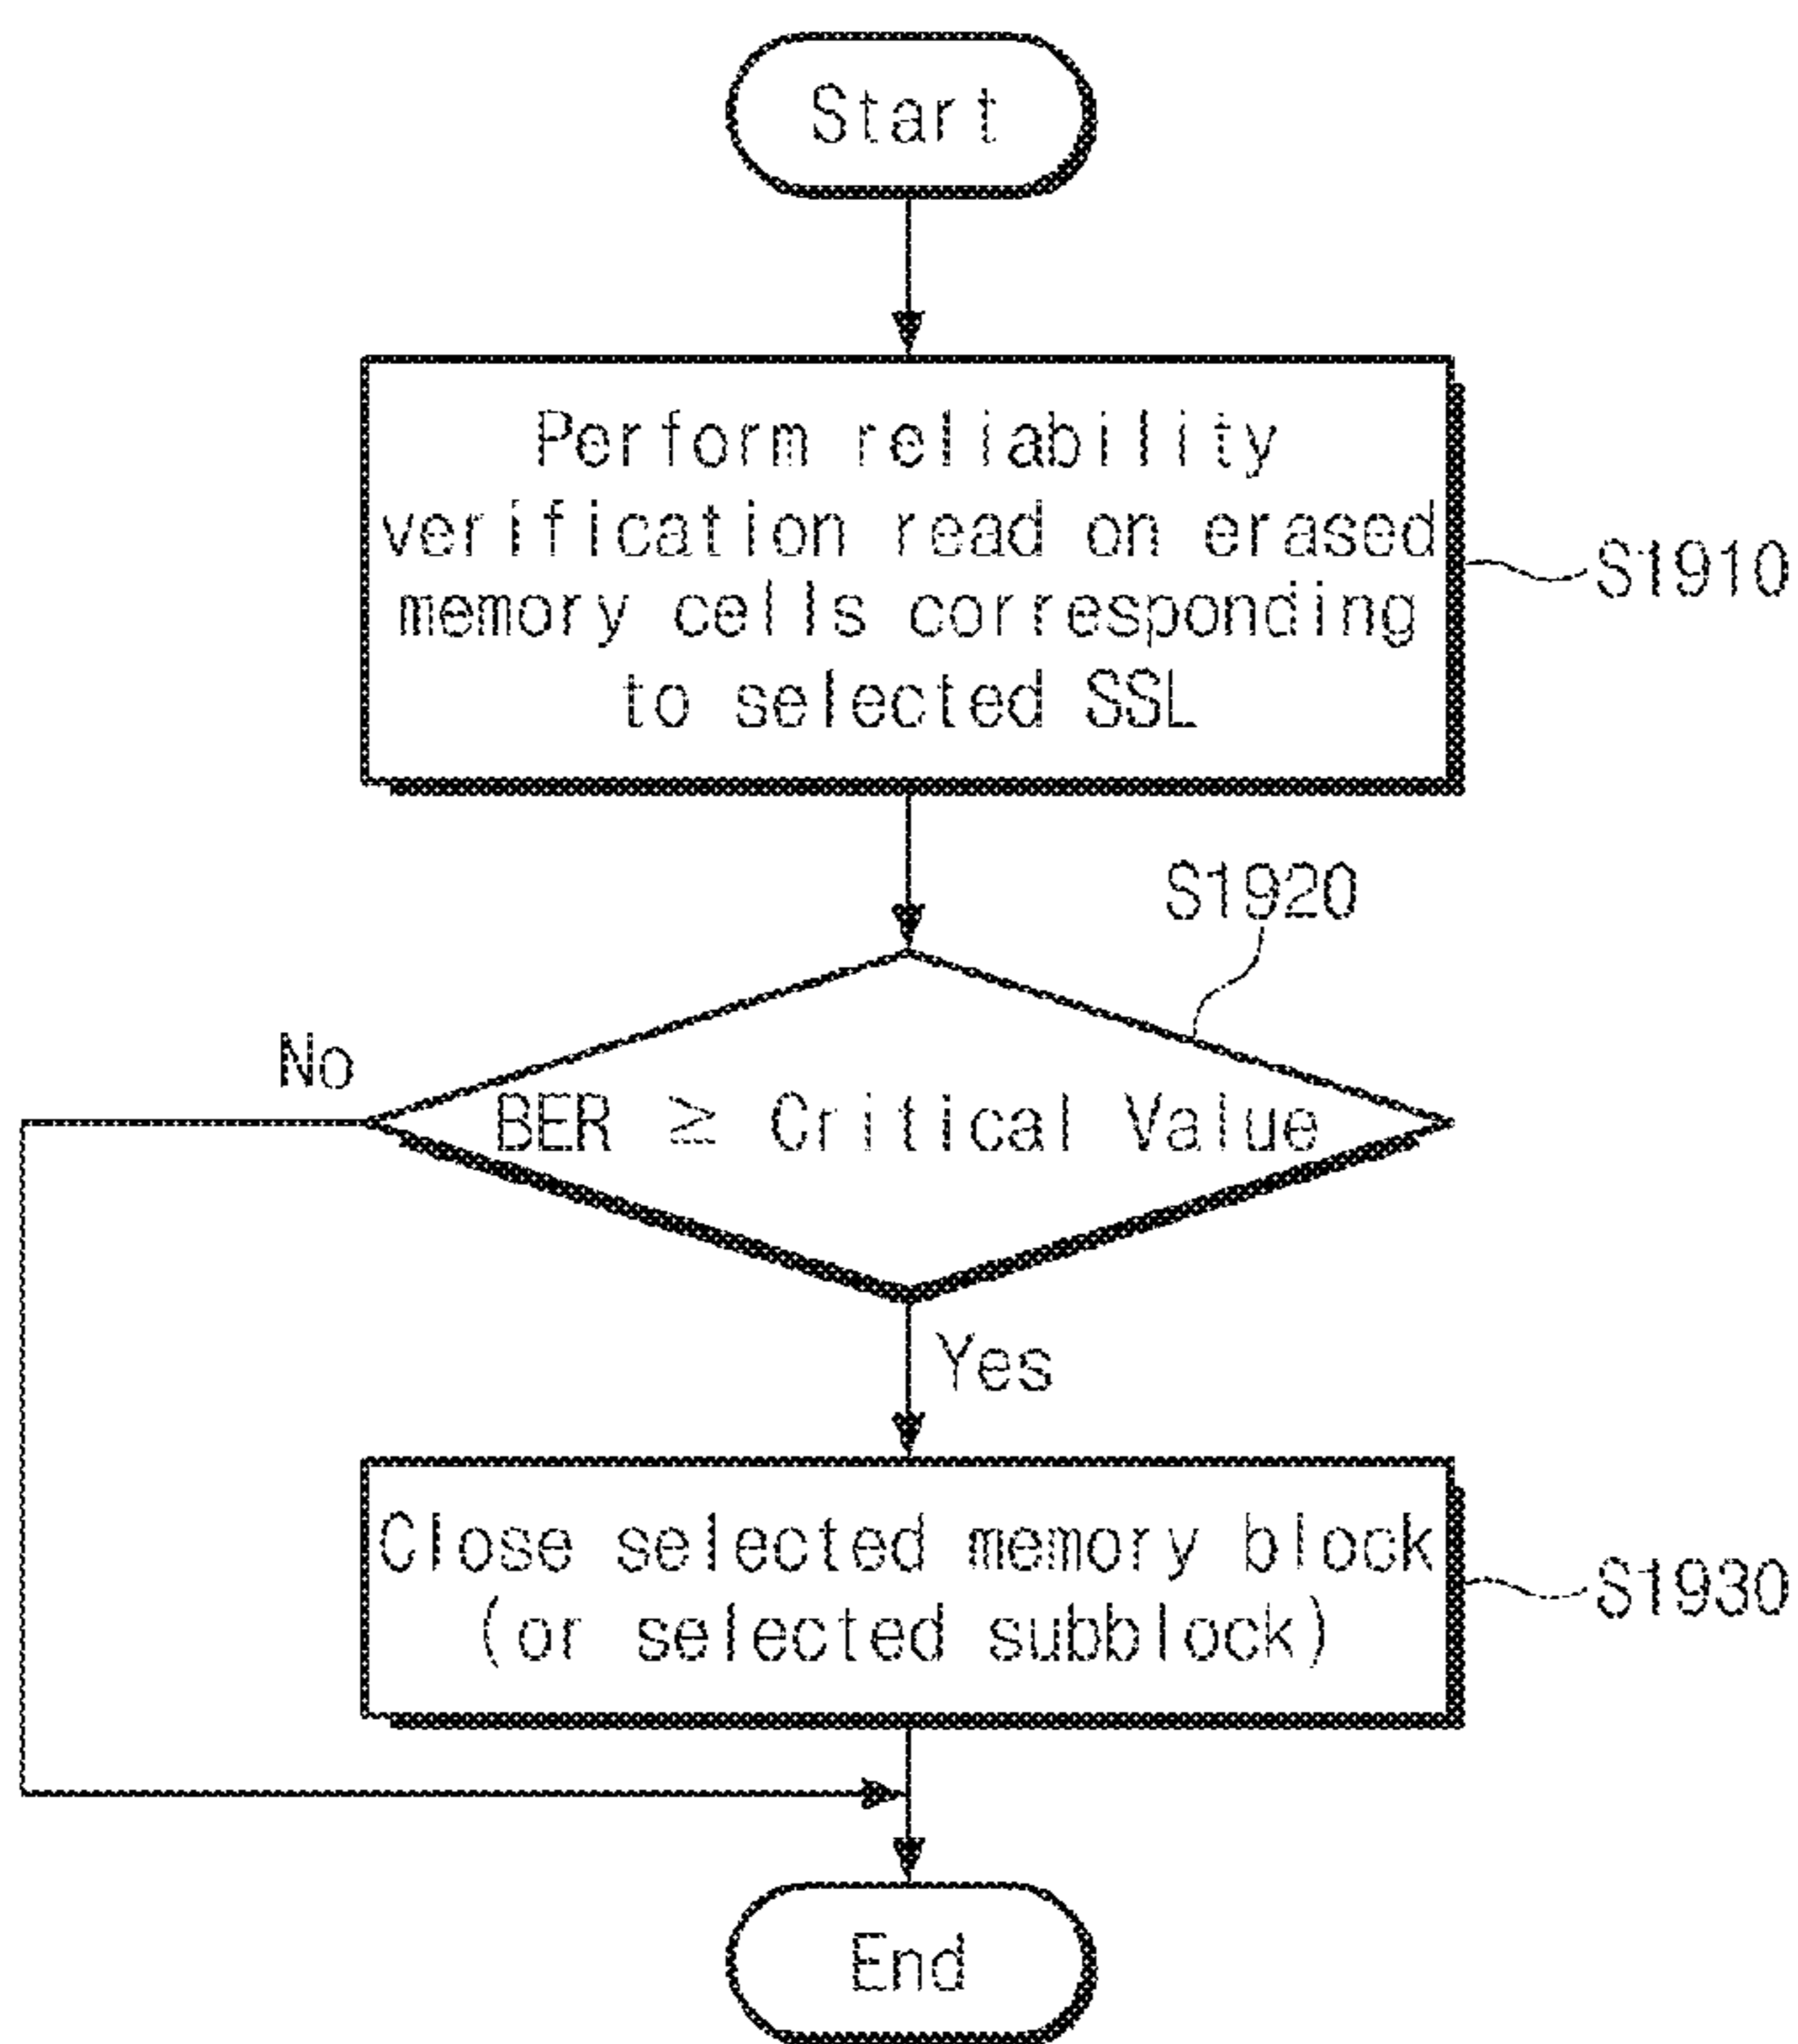 Start
Perform reliability
verification read on erased
memory cells corresponding
to selected SSL
S1910
S1920
No
BER ≥ Critical Value
Yes
Close selected memory block
(or selected subblock)
S1930
End